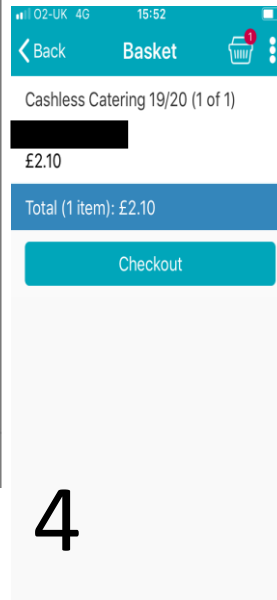 O2-UK 4G 15:52
Back Basket 1
Cashless Catering 19/20 (1 of 1)
£2.10
Total (1 item): £2.10
Checkout
4